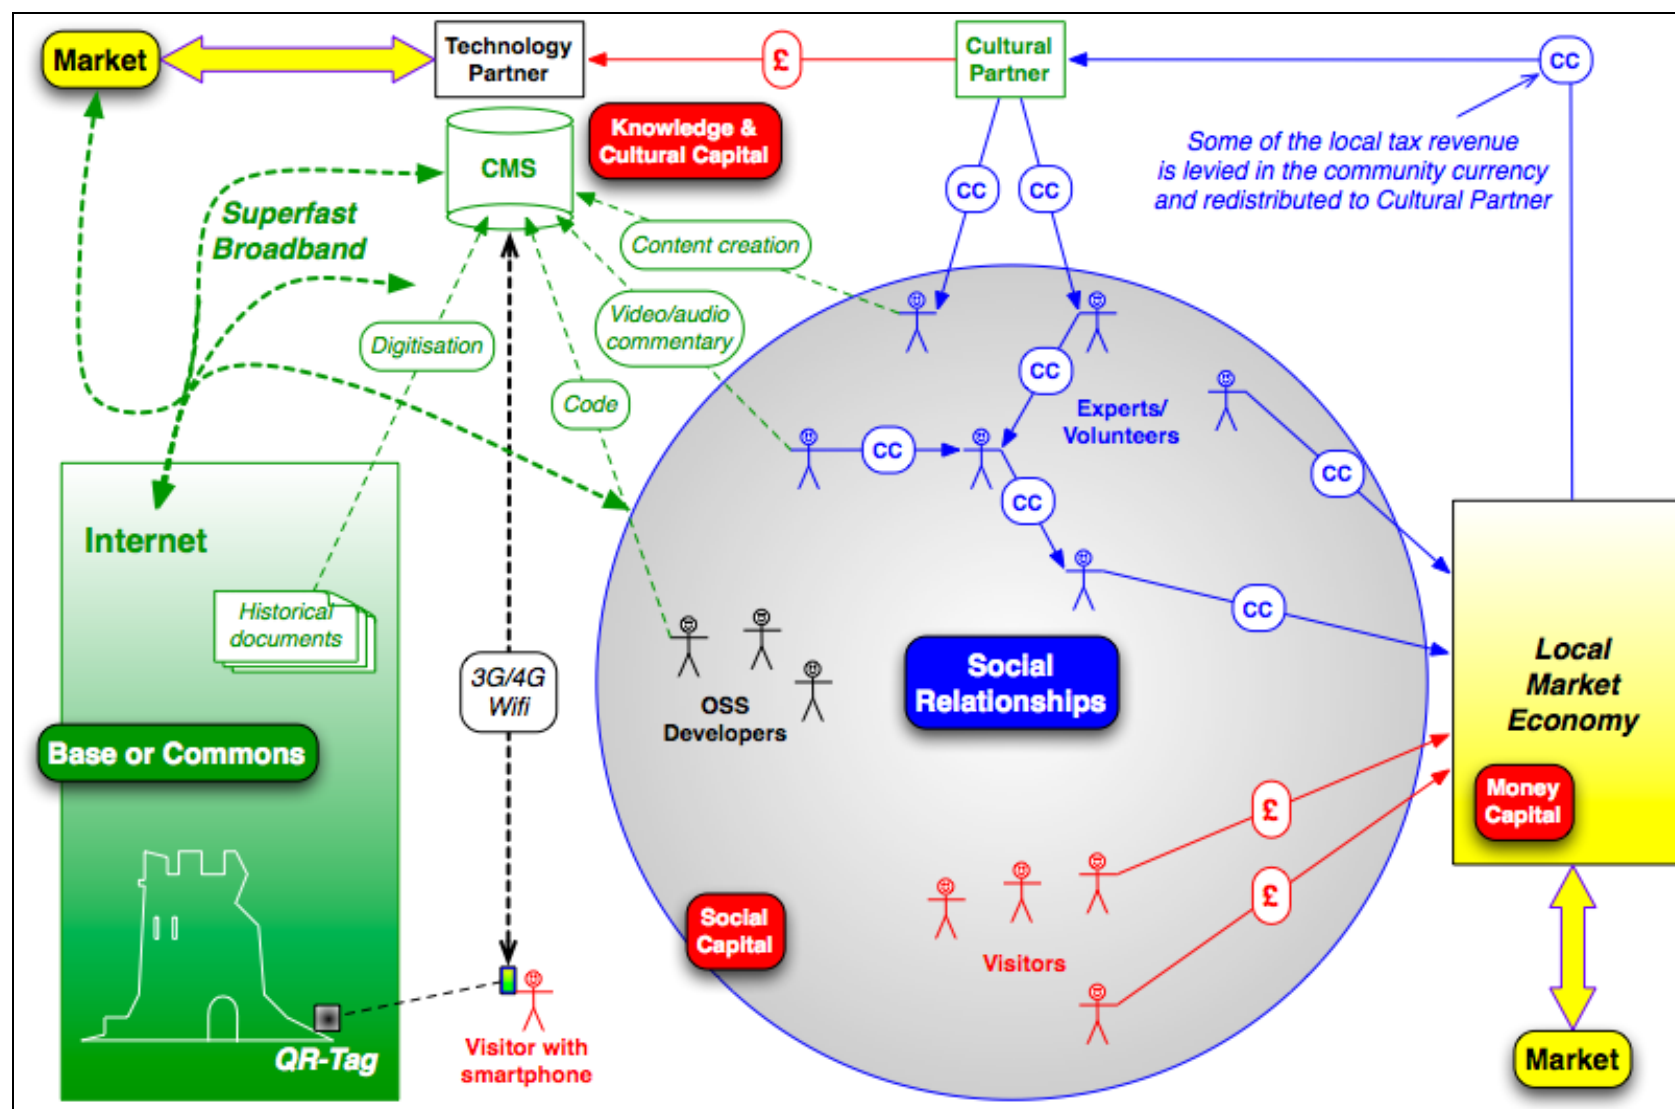 Market
Technology
Partner
£
Cultural
Partner
CC
Knowledge &
Cultural Capital
CMS
Some of the local tax revenue
is levied in the community currency
and redistributed to Cultural Partner
CC
CC
Superfast
Broadband
Content creation
Digitisation
Video/audio
commentary
Code
CC
Experts/
Volunteers
CC
CC
CC
Internet
Historical
documents
CC
3G/4G
Wifi
OSS
Developers
Social
Relationships
Local
Market
Economy
Base or Commons
Money
Capital
£
£
Social
Capital
Visitors
QR-Tag
Visitor with
smartphone
Market